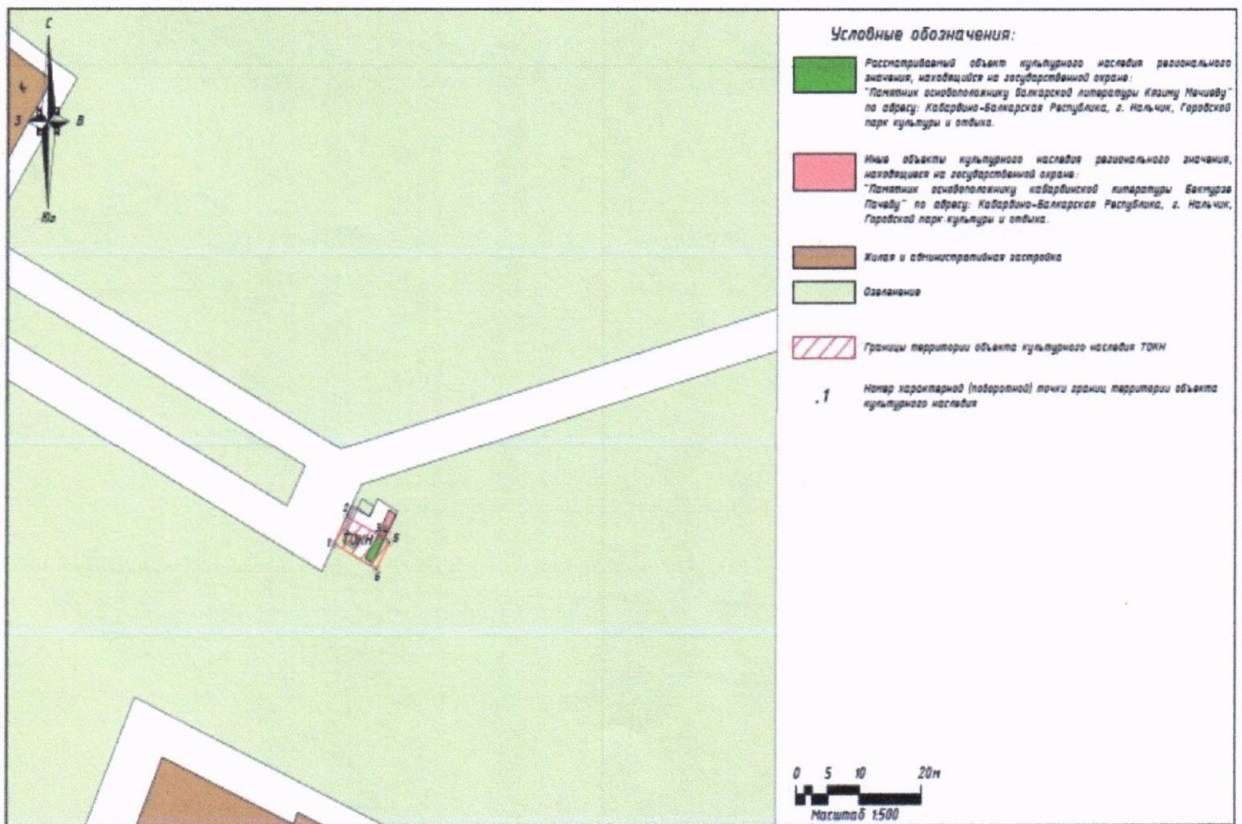 С
З
В
Ю
ТОКН
1
2
3
5
6
Условные обозначения:
Рассматриваемый объект культурного наследия регионального
значения, находящийся на государственной охране:
"Памятник основоположнику балкарской литературы Кязиму Мечиеву"
по адресу: Кабардино-Балкарская Республика, г. Нальчик, Городской
парк культуры и отдыха.
Иные объекты культурного наследия регионального значения,
находящиеся на государственной охране:
"Памятник основоположнику кабардинской литературы Бекмурзе
Пачеву" по адресу: Кабардино-Балкарская Республика, г. Нальчик,
Городской парк культуры и отдыха.
Жилая и административная застройка
Озеленение
Границы территории объекта культурного наследия ТОКН
.1
Номер характерной (поворотной) точки границ территории объекта
культурного наследия
0 5 10 20м
Масштаб 1:500